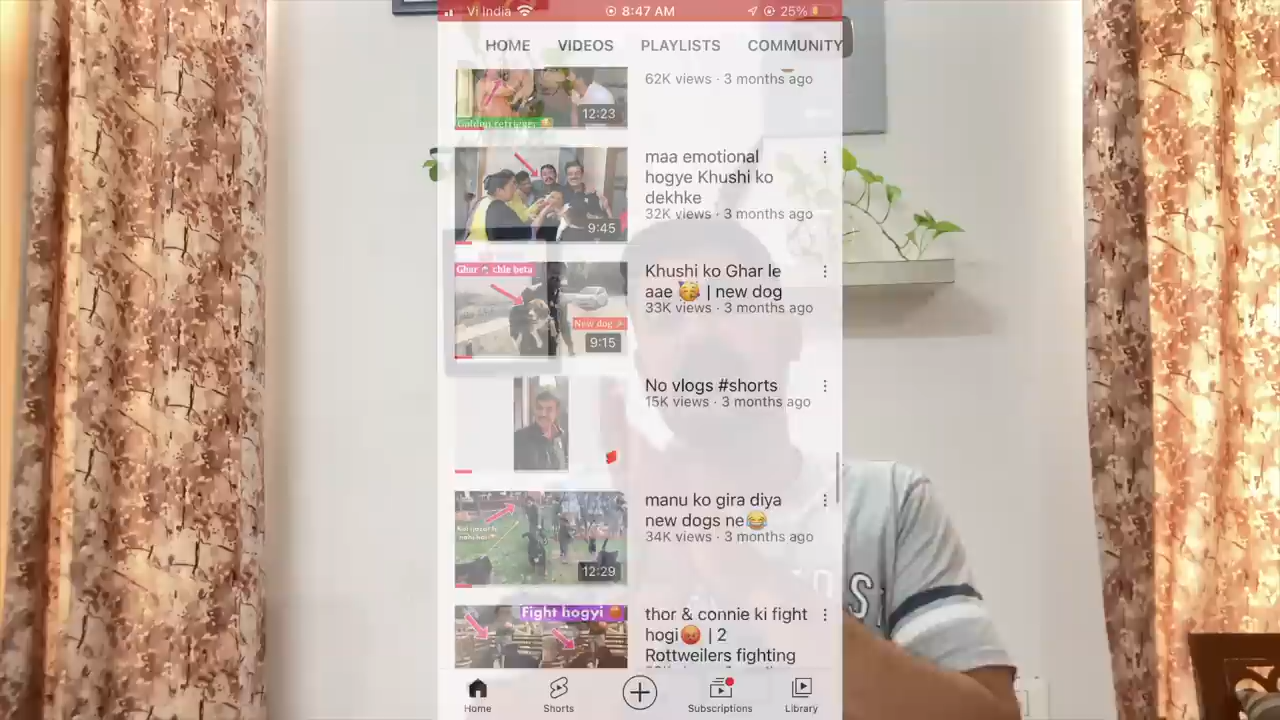 Vi India
8:47 AM
25%
HOME
VIDEOS
PLAYLISTS
COMMUNITY
62K views · 3 months ago
12:23
Golden retriever
maa emotional
hogye Khushi ko
dekhke
32K views · 3 months ago
9:45
Ghar chle beta
New dog
9:15
Khushi ko Ghar le
aae 🥳 | new dog
33K views · 3 months ago
No vlogs #shorts
15K views · 3 months ago
12:29
manu ko gira diya
new dogs ne😂
34K views · 3 months ago
Fight hogyi
thor & connie ki fight
hogi😡 | 2
Rottweilers fighting
Home
Shorts
Subscriptions
Library